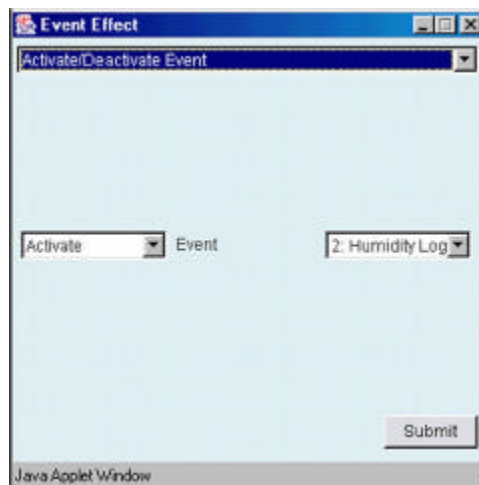 Event Effect
Activate/Deactivate Event
Activate Event 2: Humidity Log
Submit
Java Applet Window